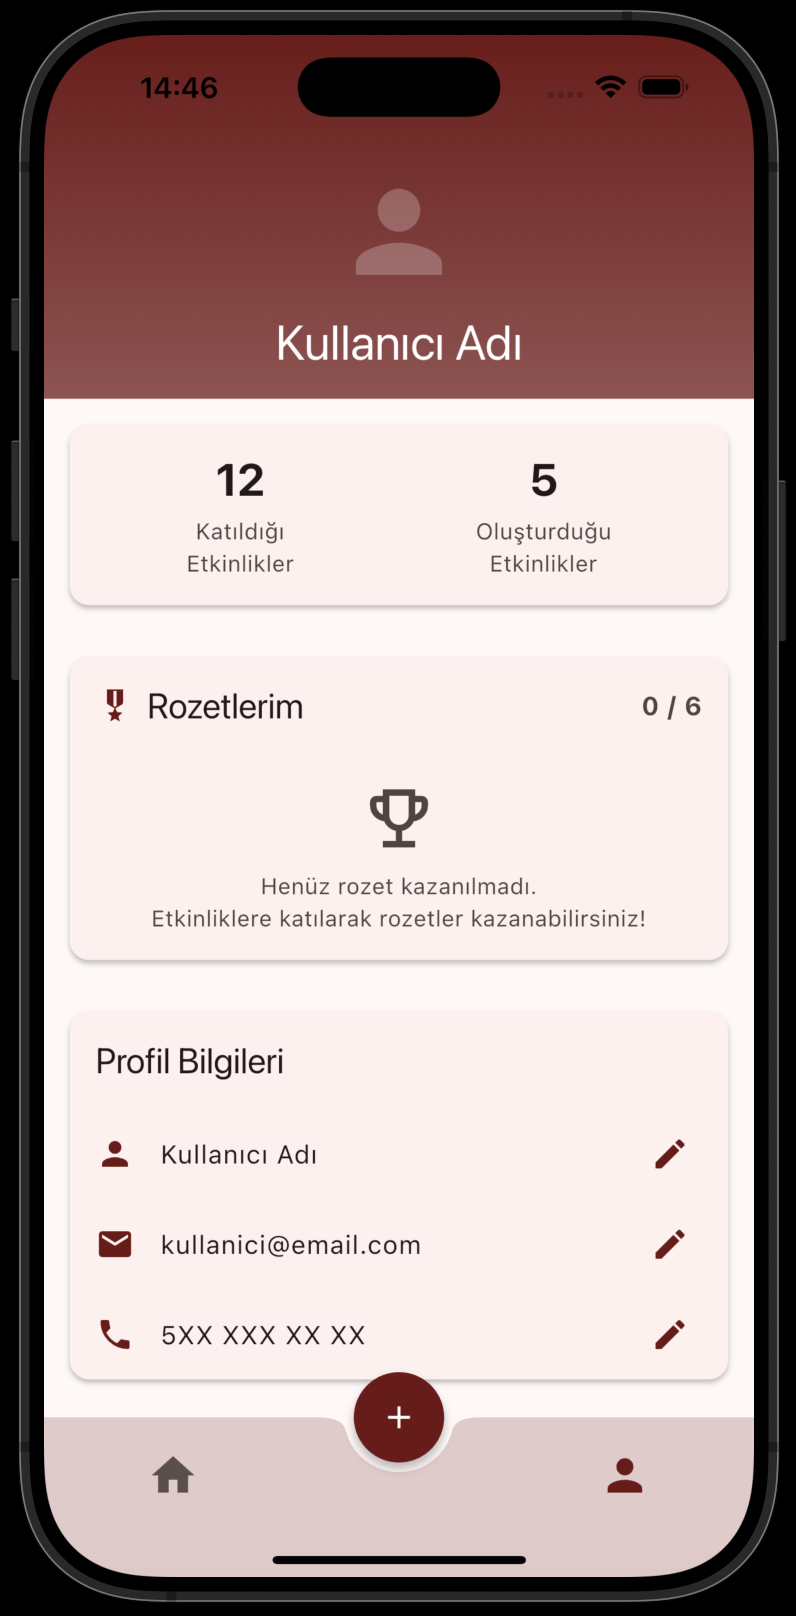 14:46
Kullanıcı Adı
12
5
Katıldığı
Etkinlikler
Oluşturduğu
Etkinlikler
Rozetlerim
0 / 6
Henüz rozet kazanılmadı.
Etkinliklere katılarak rozetler kazanabilirsiniz!
Profil Bilgileri
Kullanıcı Adı
kullanici@email.com
5XX XXX XX XX